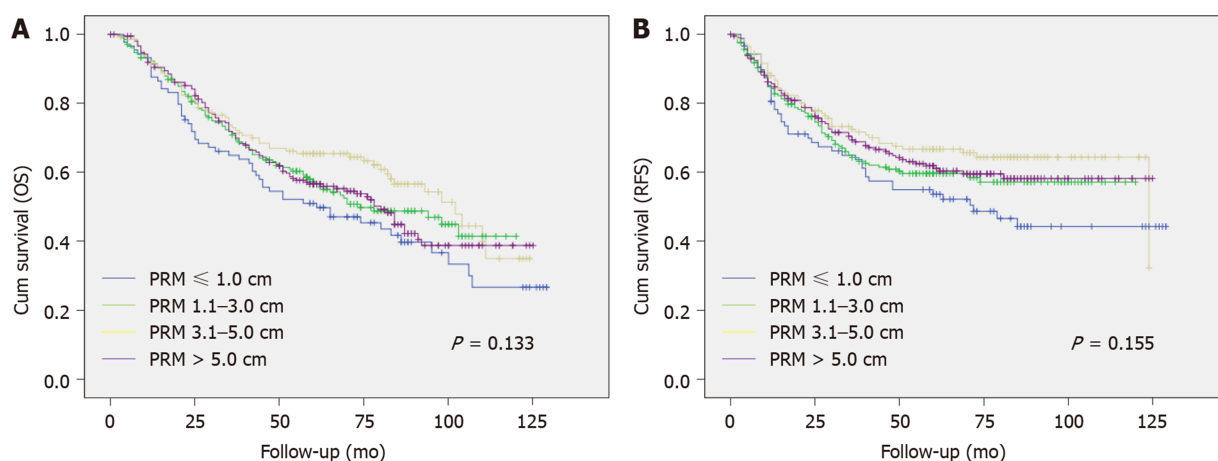 A
Cum survival (OS)
1.0
0.8
0.6
0.4
0.2
0.0
PRM ⩽ 1.0 cm
PRM 1.1–3.0 cm
PRM 3.1–5.0 cm
PRM > 5.0 cm
P = 0.133
0 25 50 75 100 125
Follow-up (mo)
B
Cum survival (RFS)
1.0
0.8
0.6
0.4
0.2
0.0
PRM ⩽ 1.0 cm
PRM 1.1–3.0 cm
PRM 3.1–5.0 cm
PRM > 5.0 cm
P = 0.155
0 25 50 75 100 125
Follow-up (mo)